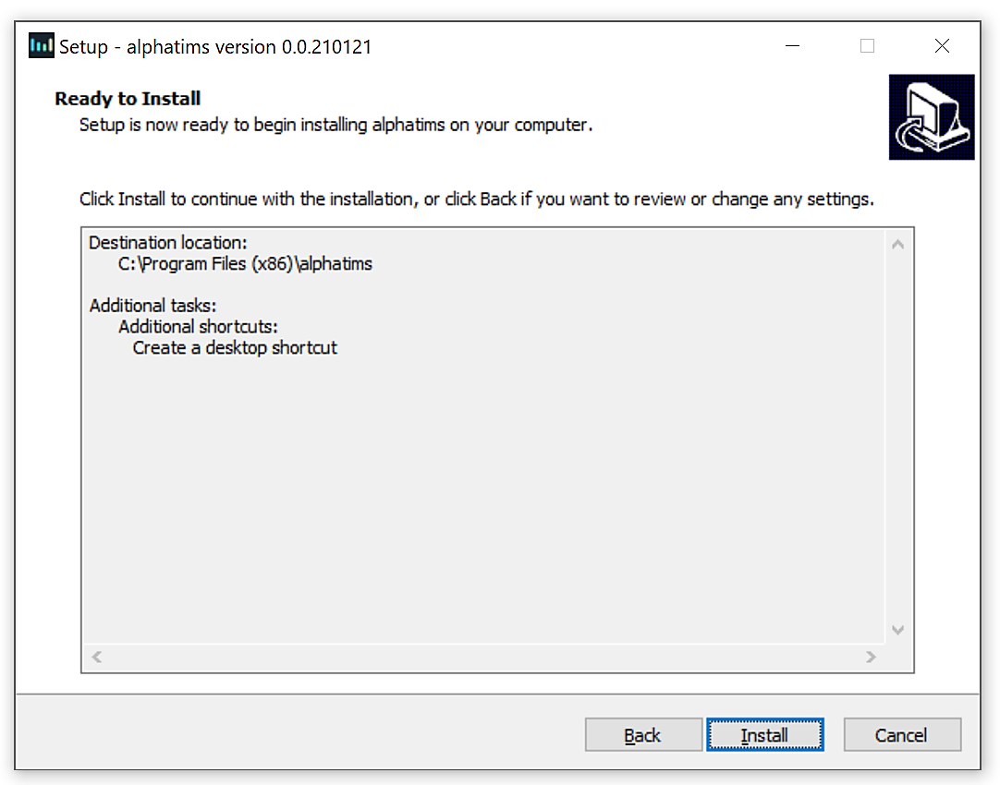 Setup - alphatims version 0.0.210121
Ready to Install
Setup is now ready to begin installing alphatims on your computer.
Click Install to continue with the installation, or click Back if you want to review or change any settings.
Destination location:
C:\Program Files (x86)\alphatims
Additional tasks:
Additional shortcuts:
Create a desktop shortcut
Back Install Cancel